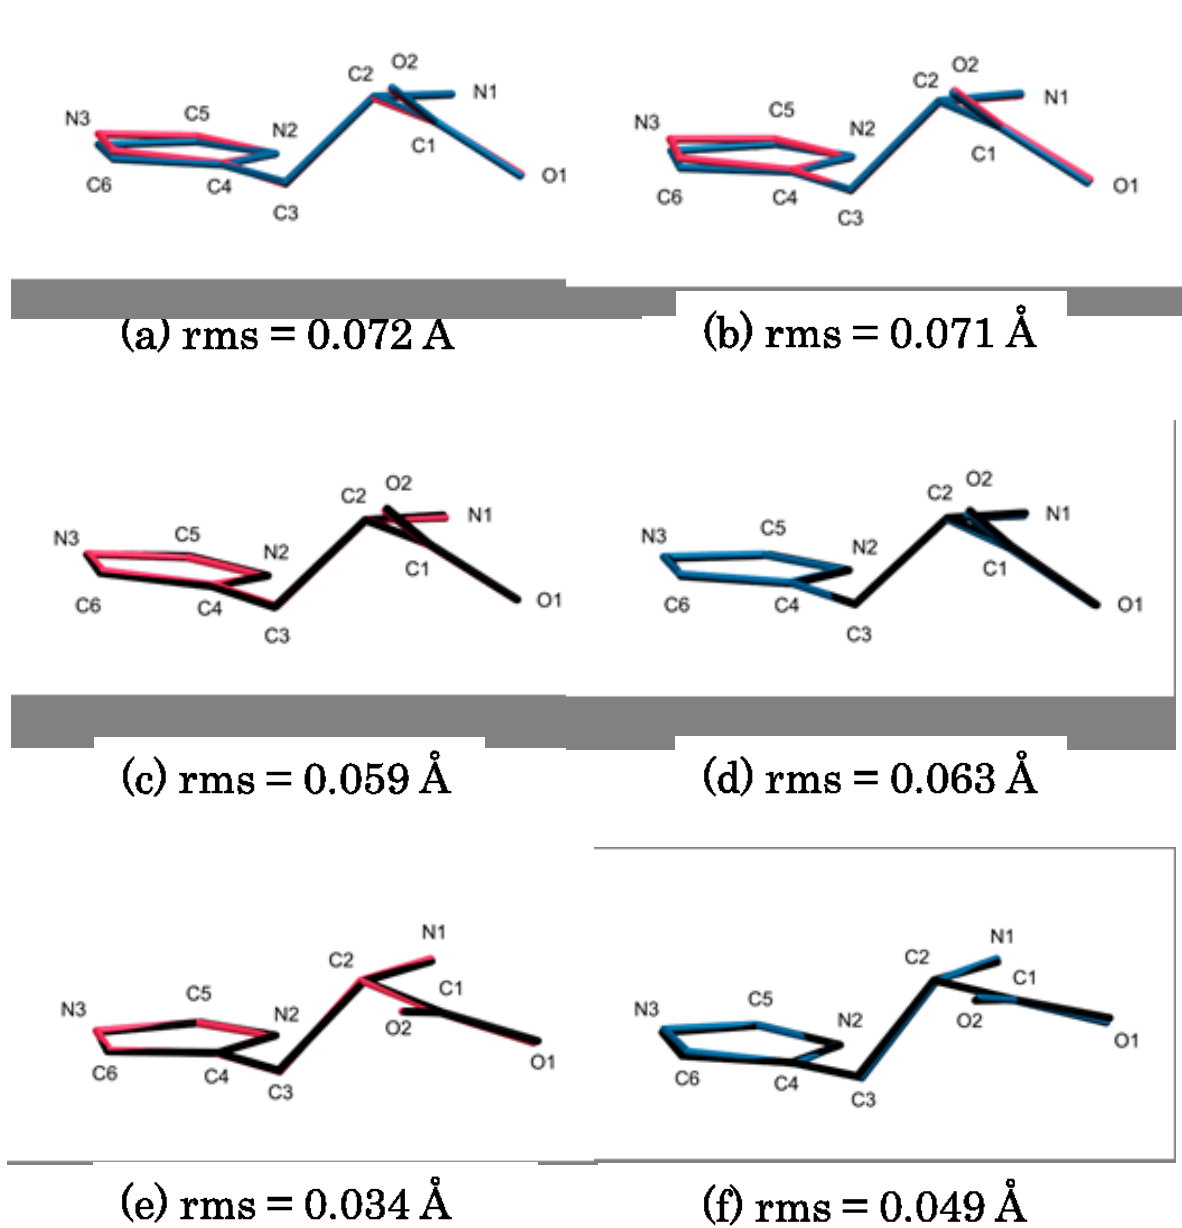 O2
C2
N1
C5
N3
N2
C1
O1
C6
C4
C3
O2
C2
N1
C5
N3
N2
C1
O1
C6
C4
C3
(a) rms = 0.072 A
(b) rms = 0.071 Å
O2
C2
N1
C5
N3
N2
C1
O1
C6
C4
C3
O2
C2
N1
C5
N3
N2
C1
O1
C6
C4
C3
(c) rms = 0.059 Å
(d) rms = 0.063 Å
N1
C2
C1
C5
N3
N2
O2
O1
C6
C4
C3
N1
C2
C1
C5
N3
N2
O2
O1
C6
C4
C3
(e) rms = 0.034 Å
(f) rms = 0.049 Å